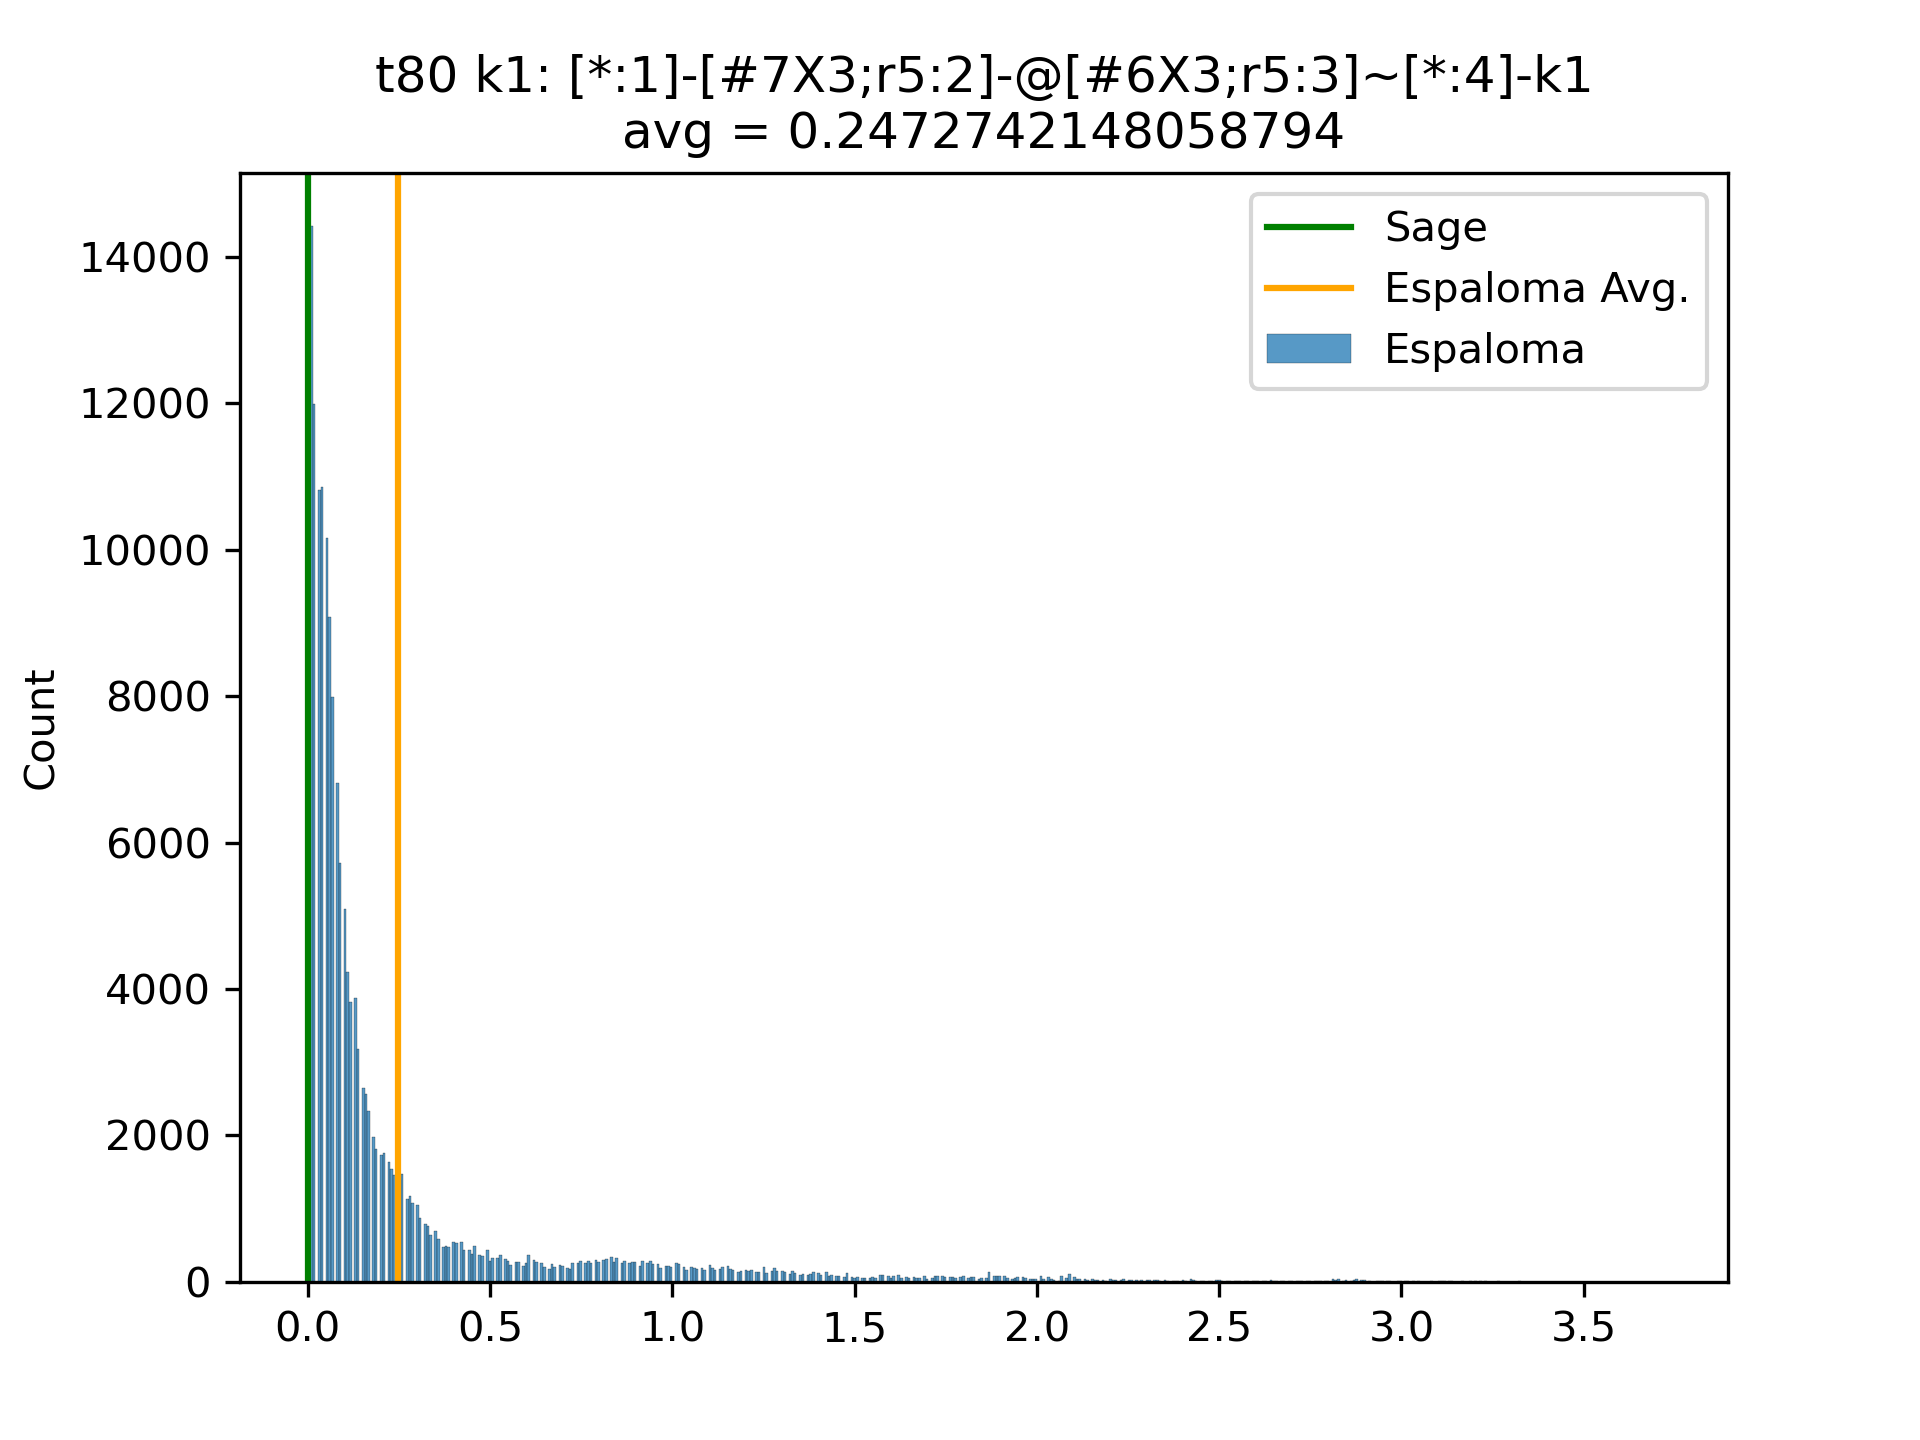 t80 k1: [*:1]-[#7X3;r5:2]-@[#6X3;r5:3]~[*:4]-k1
avg = 0.2472742148058794
Sage
Espaloma Avg.
Espaloma
Count
14000
12000
10000
8000
6000
4000
2000
0
0.0 0.5 1.0 1.5 2.0 2.5 3.0 3.5